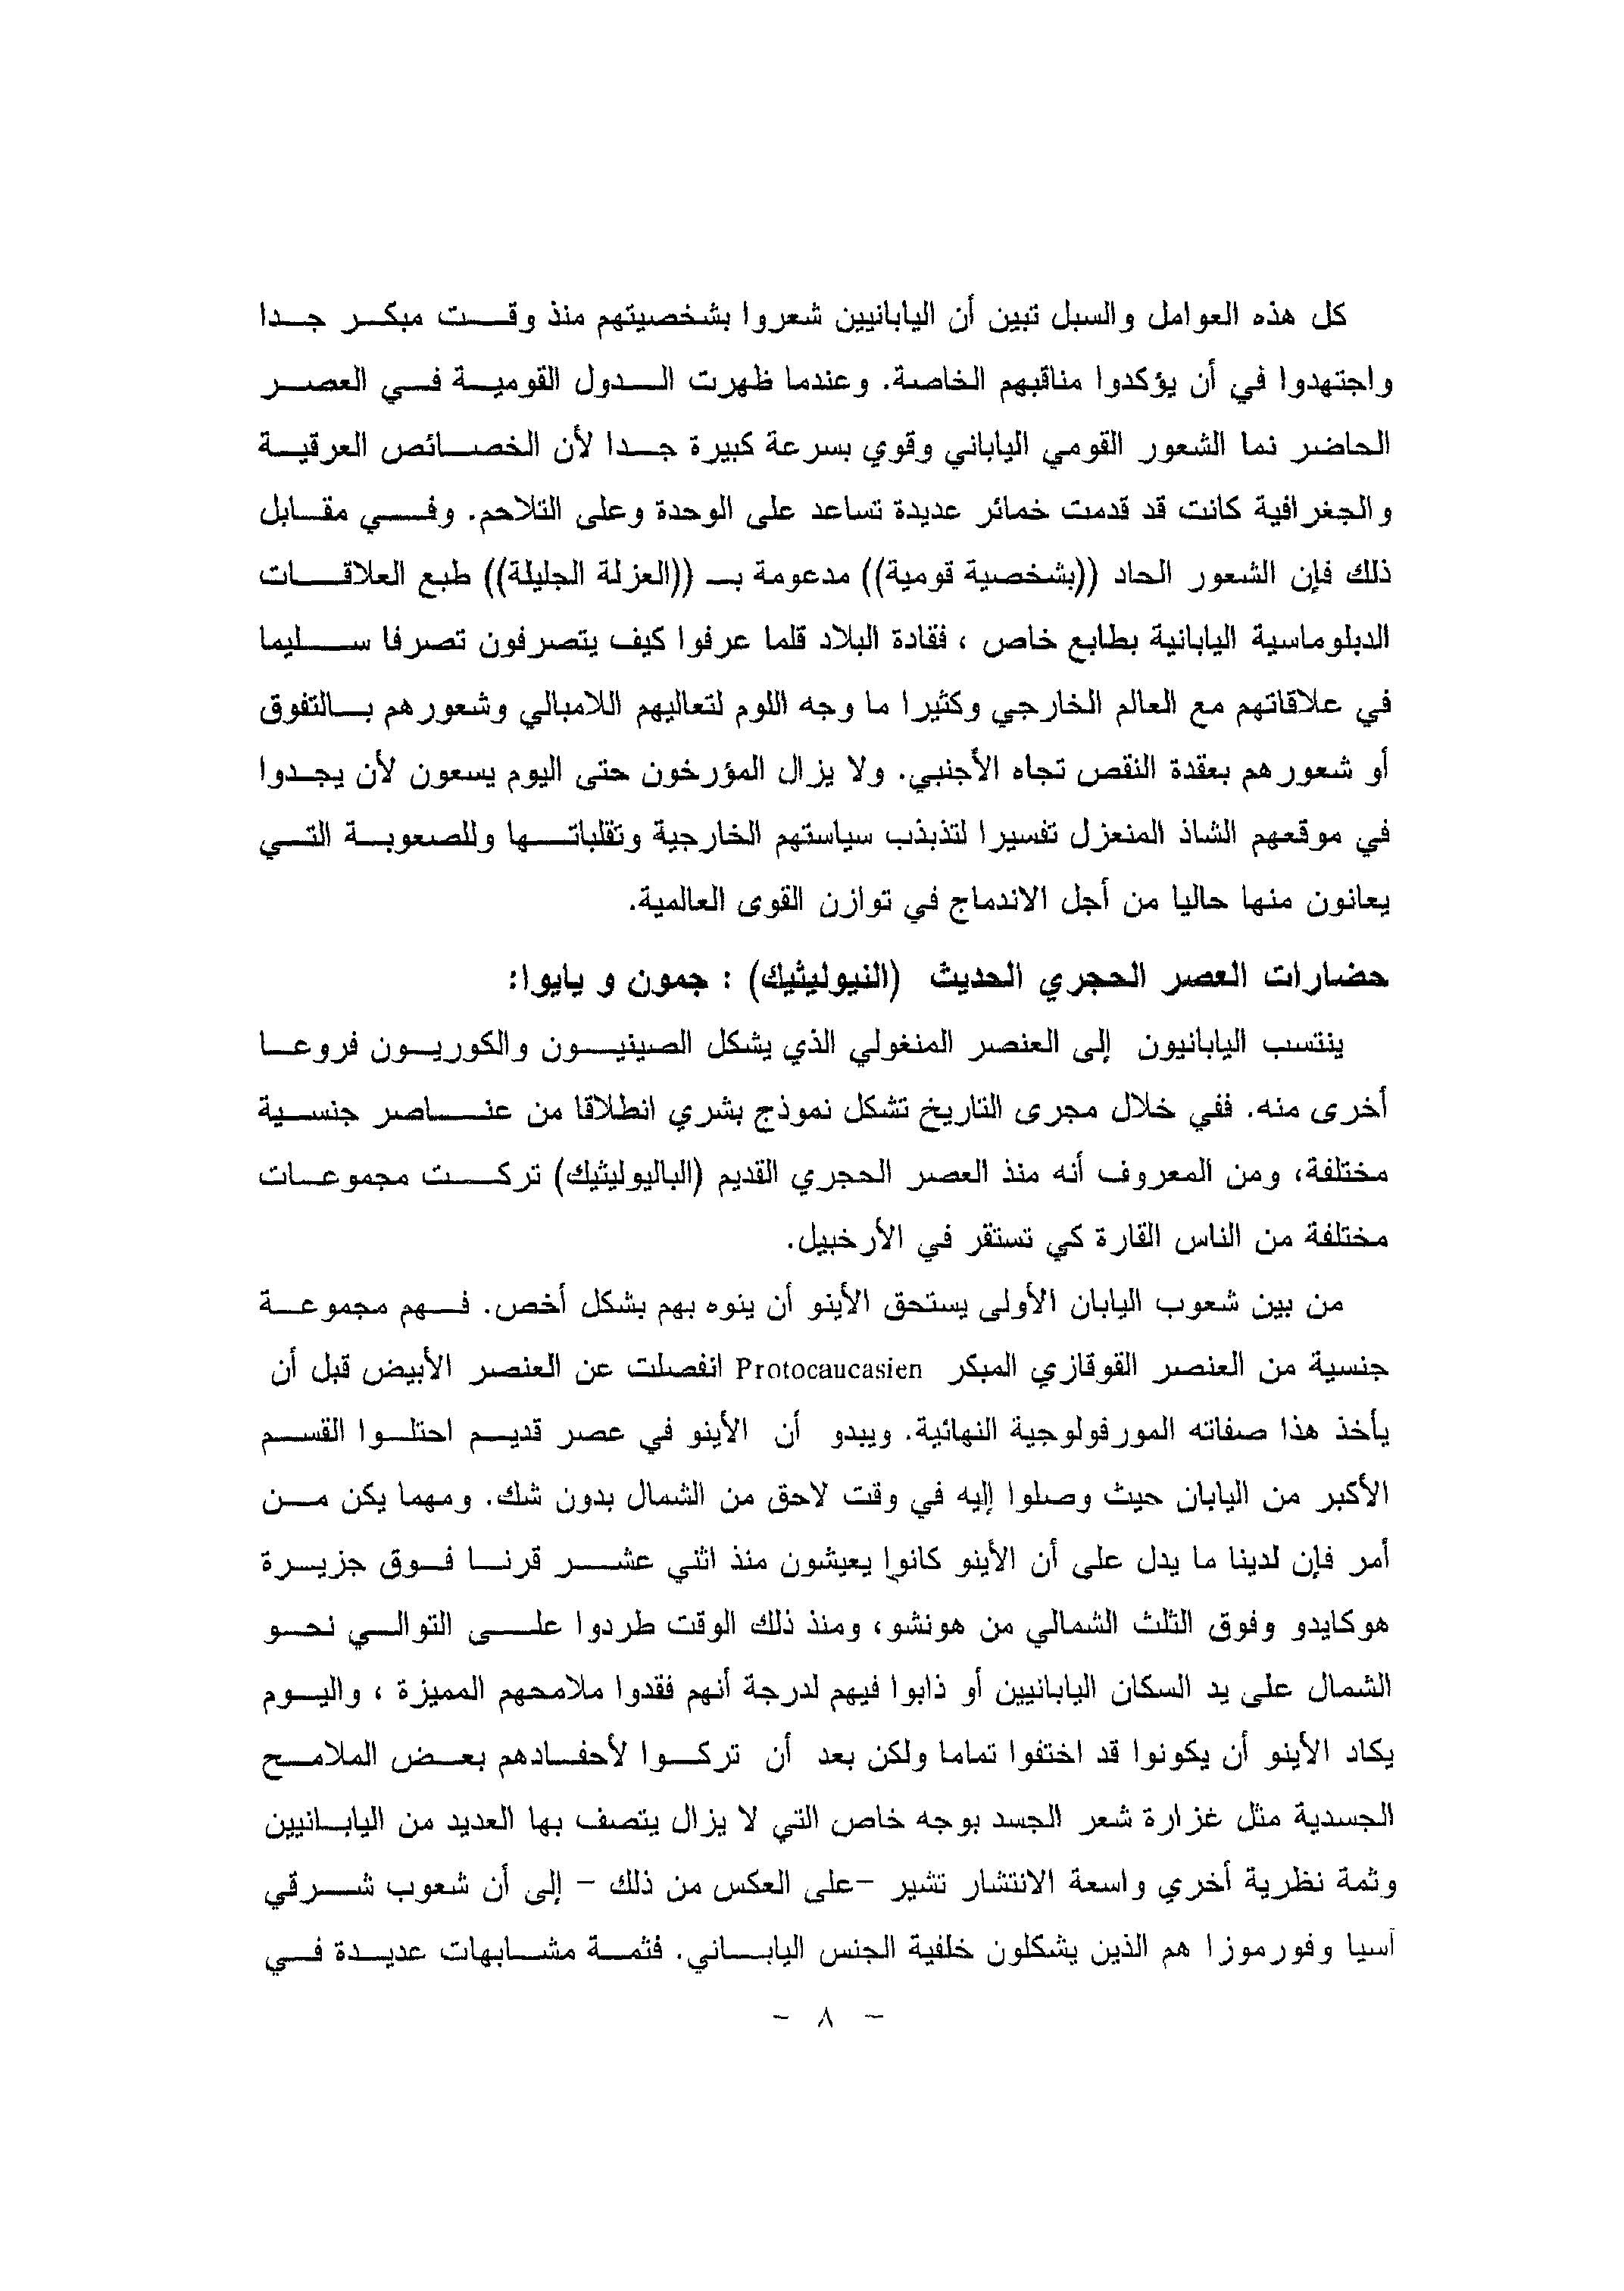 كل هذه العوامل والسبل تبين أن اليابانيين شعروا بشخصيتهم منذ وقت مبكر جدا
واجتهدوا في أن يؤكدوا مناقبهم الخاصة. وعندما ظهرت الدول القومية في العصر
الحاضر نما الشعور القومي الياباني وقوي بسرعة كبيرة جدا لأن الخصائص العرقية
والجغرافية كانت قد قدمت خمائر عديدة تساعد على الوحدة وعلى التلاحم. وفي مقابل
ذلك فإن الشعور الحاد ((بشخصية قومية)) مدعومة بـ ((العزلة الجليلة)) طبع العلاقات
الدبلوماسية اليابانية بطابع خاص ، فقادة البلاد قلما عرفوا كيف يتصرفون تصرفا سليما
في علاقاتهم مع العالم الخارجي وكثيرا ما وجه اللوم لتعاليهم اللامبالي وشعورهم بالتفوق
أو شعورهم بعقدة النقص تجاه الأجنبي. ولا يزال المؤرخون حتى اليوم يسعون لأن يجدوا
في موقعهم الشاذ المنعزل تفسيرا لتذبذب سياستهم الخارجية وتقلباتها وللصعوبة التي
يعانون منها حاليا من أجل الاندماج في توازن القوى العالمية.
حضارات العصر الحجري الحديث (النيوليثيك) : جمون و يايوا:
ينتسب اليابانيون إلى العنصر المنغولي الذي يشكل الصينيون والكوريون فروعا
أخرى منه. ففي خلال مجرى التاريخ تشكل نموذج بشري انطلاقا من عناصر جنسية
مختلفة، ومن المعروف أنه منذ العصر الحجري القديم (الباليوليثيك) تركت مجموعات
مختلفة من الناس القارة كي تستقر في الأرخبيل.
من بين شعوب اليابان الأولى يستحق الأينو أن ينوه بهم بشكل أخص. فهم مجموعة
جنسية من العنصر القوقازي المبكر Protocaucasien انفصلت عن العنصر الأبيض قبل أن
يأخذ هذا صفاته المورفولوجية النهائية. ويبدو أن الأينو في عصر قديم احتلوا القسم
الأكبر من اليابان حيث وصلوا إليه في وقت لاحق من الشمال بدون شك. ومهما يكن من
أمر فإن لدينا ما يدل على أن الأينو كانوا يعيشون منذ اثني عشر قرنا فوق جزيرة
هوكايدو وفوق الثلث الشمالي من هونشو، ومنذ ذلك الوقت طردوا على التوالي نحو
الشمال على يد السكان اليابانيين أو ذابوا فيهم لدرجة أنهم فقدوا ملامحهم المميزة ، واليوم
يكاد الأينو أن يكونوا قد اختفوا تماما ولكن بعد أن تركوا لأحفادهم بعض الملامح
الجسدية مثل غزارة شعر الجسد بوجه خاص التي لا يزال يتصف بها العديد من اليابانيين
وثمة نظرية أخري واسعة الانتشار تشير -على العكس من ذلك - إلى أن شعوب شرقي
آسيا وفورموزا هم الذين يشكلون خلفية الجنس الياباني. فثمة مشابهات عديدة في
- ٨ -